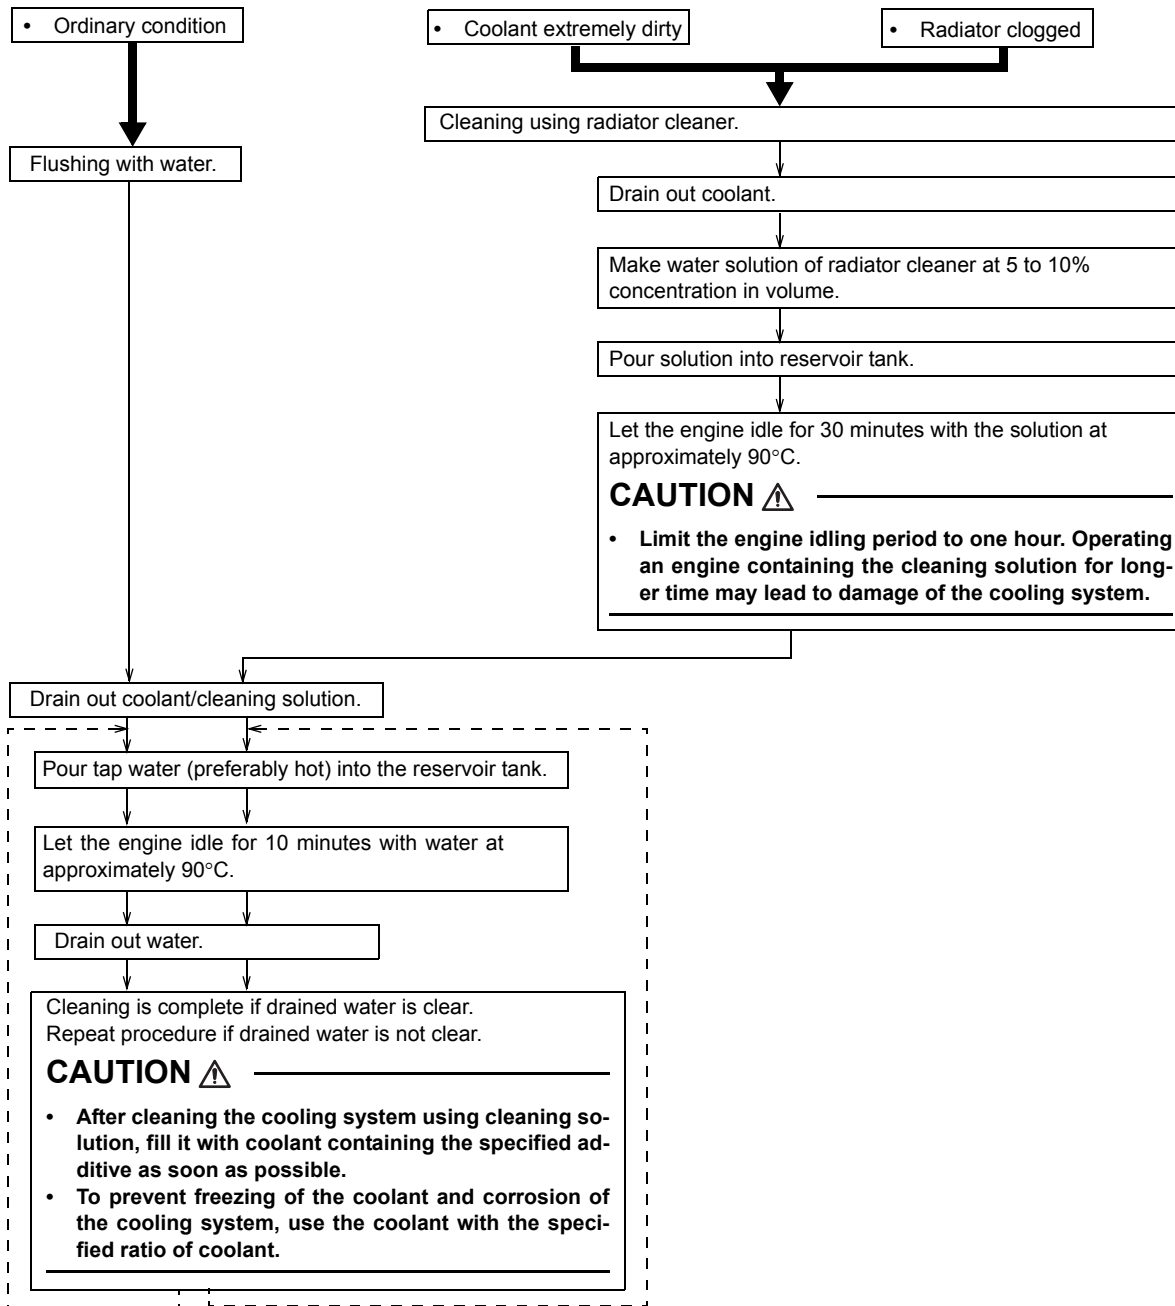 • Ordinary condition
• Coolant extremely dirty
• Radiator clogged
Cleaning using radiator cleaner.
Flushing with water.
Drain out coolant.
Make water solution of radiator cleaner at 5 to 10%
concentration in volume.
Pour solution into reservoir tank.
Let the engine idle for 30 minutes with the solution at
approximately 90°C.
CAUTION ⚠
• Limit the engine idling period to one hour. Operating
an engine containing the cleaning solution for long-
er time may lead to damage of the cooling system.
Drain out coolant/cleaning solution.
Pour tap water (preferably hot) into the reservoir tank.
Let the engine idle for 10 minutes with water at
approximately 90°C.
Drain out water.
Cleaning is complete if drained water is clear.
Repeat procedure if drained water is not clear.
CAUTION ⚠
• After cleaning the cooling system using cleaning so-
lution, fill it with coolant containing the specified ad-
ditive as soon as possible.
• To prevent freezing of the coolant and corrosion of
the cooling system, use the coolant with the speci-
fied ratio of coolant.